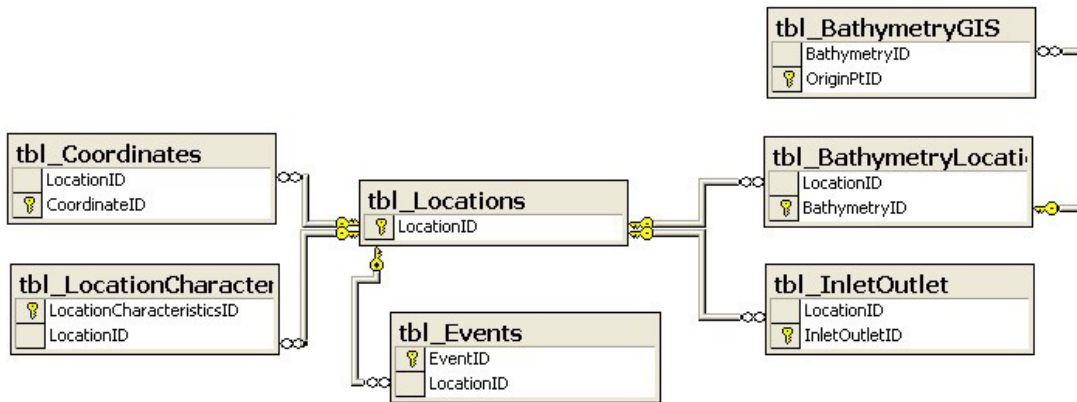 tbl_BathymetryGIS
BathymetryID
OriginPtID
tbl_Coordinates
LocationID
CoordinateID
tbl_Locations
LocationID
tbl_BathymetryLocati
LocationID
BathymetryID
tbl_LocationCharacter
LocationCharacteristicsID
LocationID
tbl_Events
EventID
LocationID
tbl_InletOutlet
LocationID
InletOutletID